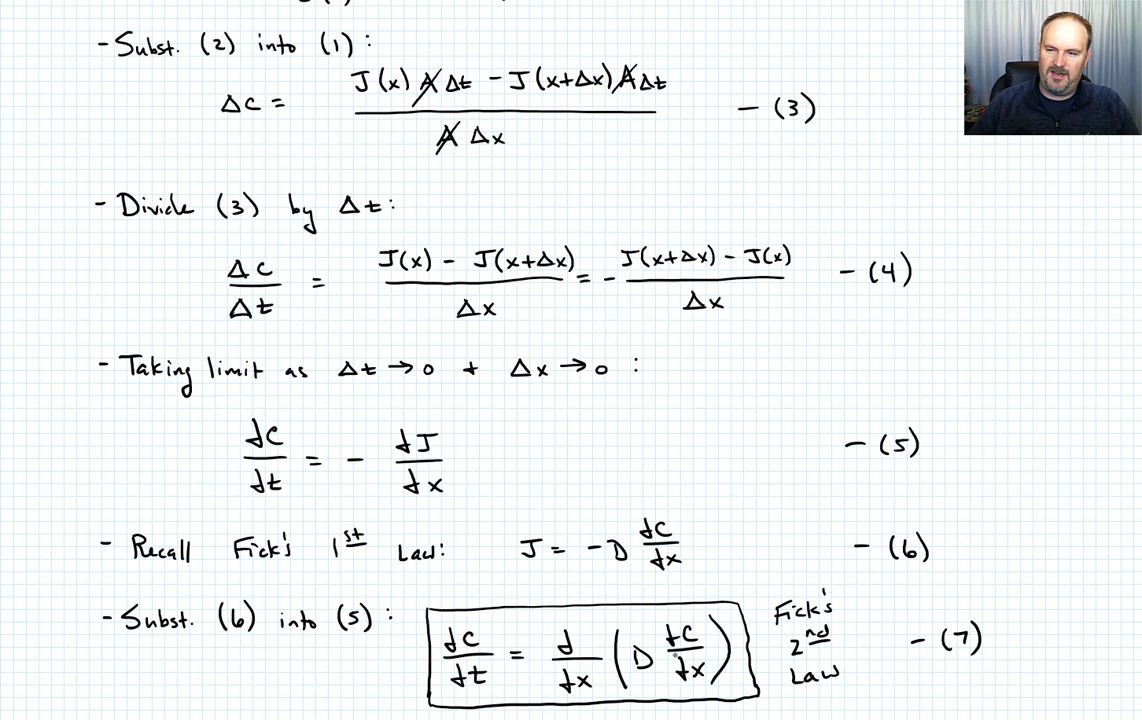 - Subst. (2) into (1) :
ΔC = (J(x) A Δt - J(x+Δx) A Δt) / (A Δx) - (3)
- Divide (3) by Δt :
ΔC/Δt = (J(x) - J(x+Δx))/Δx = - (J(x+Δx) - J(x))/Δx - (4)
- Taking limit as Δt → 0 + Δx → 0 :
dC/dt = - dJ/dx - (5)
- Recall Fick's 1st Law: J = -D dC/dx - (6)
- Subst. (6) into (5) : dC/dt = d/dx (D dC/dx) Fick's 2nd Law - (7)